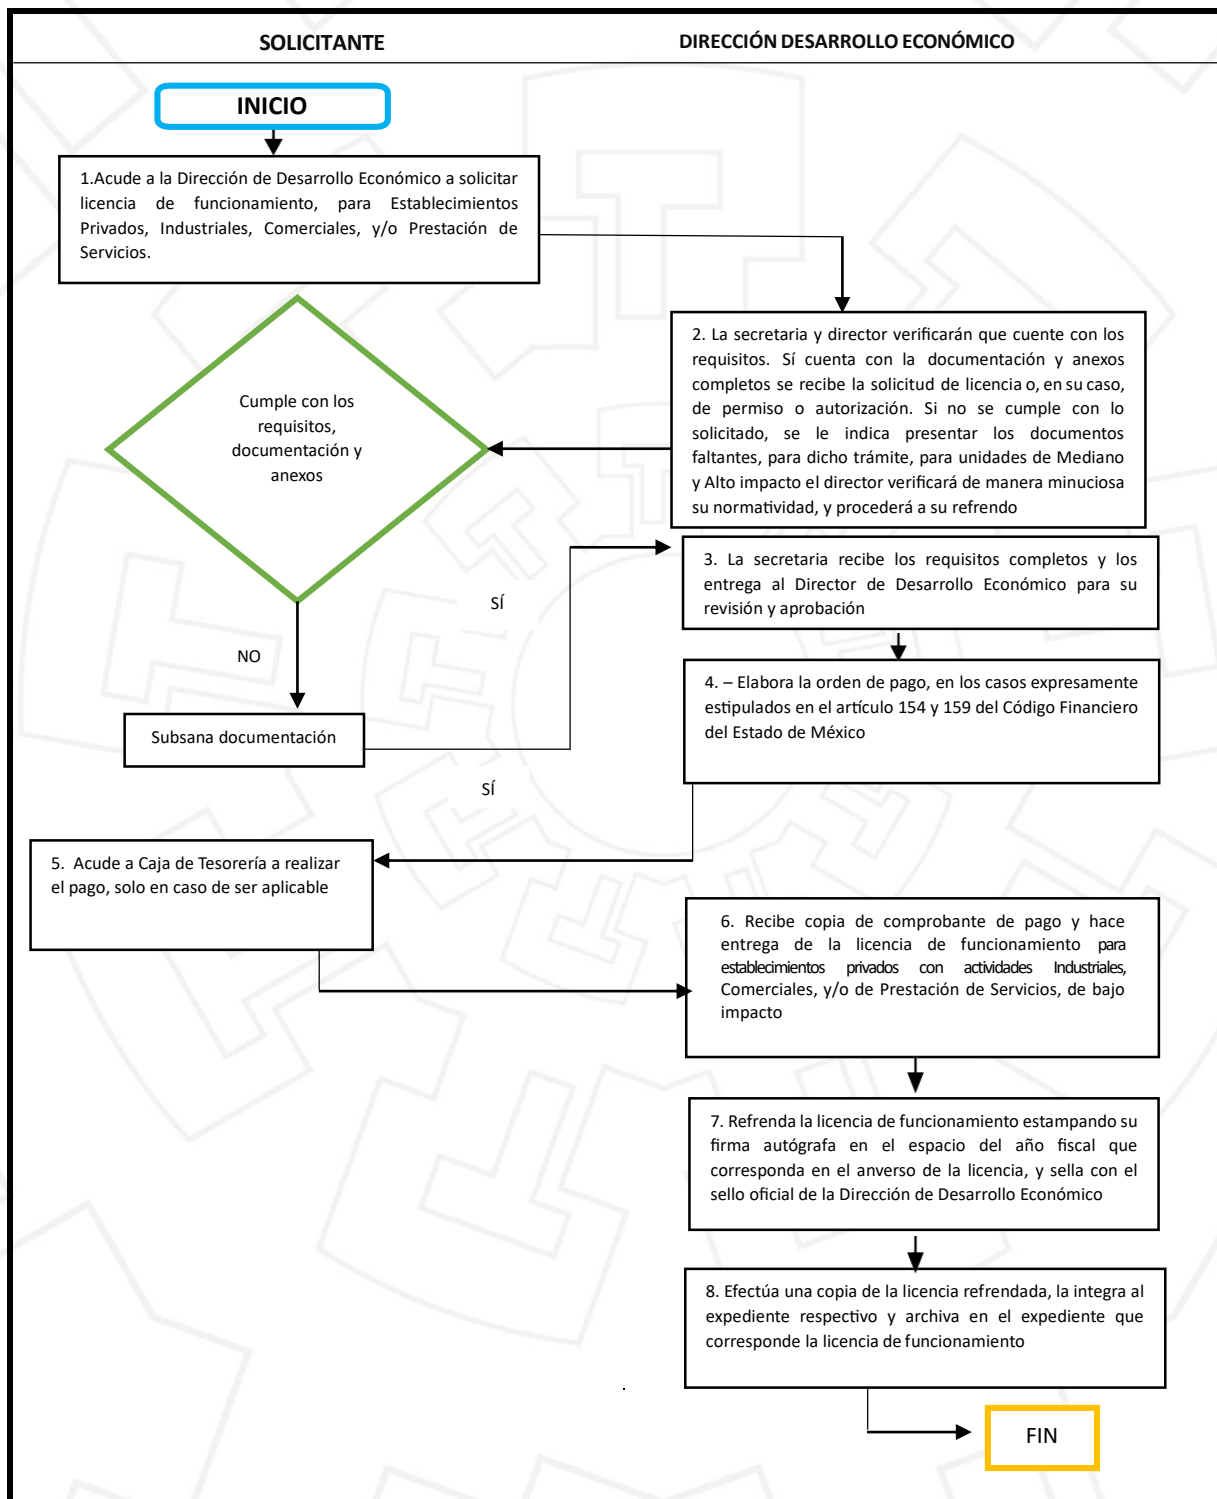 SOLICITANTE
DIRECCIÓN DESARROLLO ECONÓMICO
INICIO
1.Acude a la Dirección de Desarrollo Económico a solicitar
licencia de funcionamiento, para Establecimientos
Privados, Industriales, Comerciales, y/o Prestación de
Servicios.
2. La secretaria y director verificarán que cuente con los
requisitos. Sí cuenta con la documentación y anexos
completos se recibe la solicitud de licencia o, en su caso,
de permiso o autorización. Si no se cumple con lo
solicitado, se le indica presentar los documentos
faltantes, para dicho trámite, para unidades de Mediano
y Alto impacto el director verificará de manera minuciosa
su normatividad, y procederá a su refrendo
Cumple con los
requisitos,
documentación y
anexos
3. La secretaria recibe los requisitos completos y los
entrega al Director de Desarrollo Económico para su
revisión y aprobación
SÍ
NO
4. – Elabora la orden de pago, en los casos expresamente
estipulados en el artículo 154 y 159 del Código Financiero
del Estado de México
Subsana documentación
SÍ
5. Acude a Caja de Tesorería a realizar
el pago, solo en caso de ser aplicable
6. Recibe copia de comprobante de pago y hace
entrega de la licencia de funcionamiento para
establecimientos privados con actividades Industriales,
Comerciales, y/o de Prestación de Servicios, de bajo
impacto
7. Refrenda la licencia de funcionamiento estampando su
firma autógrafa en el espacio del año fiscal que
corresponda en el anverso de la licencia, y sella con el
sello oficial de la Dirección de Desarrollo Económico
8. Efectúa una copia de la licencia refrendada, la integra al
expediente respectivo y archiva en el expediente que
corresponde la licencia de funcionamiento
.
FIN